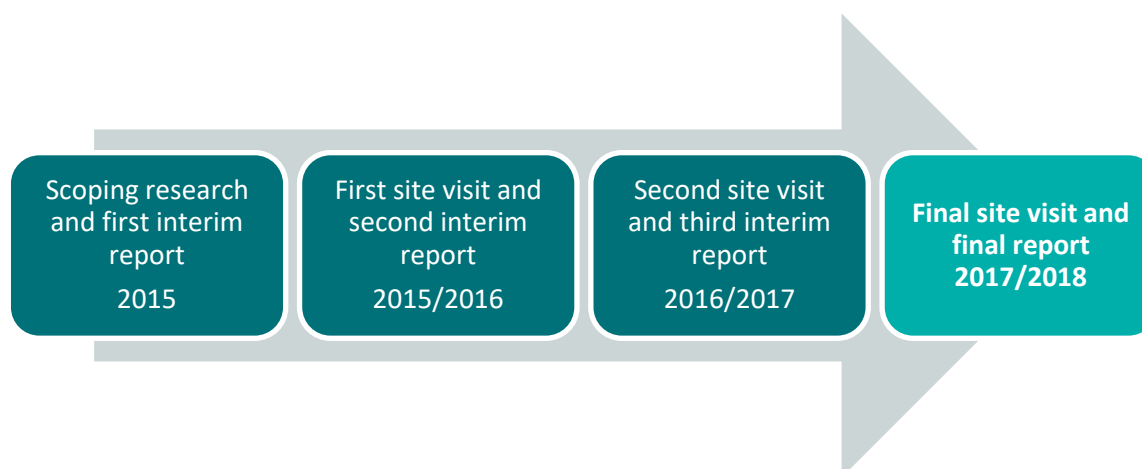 Scoping research
and first interim
report
2015
First site visit and
second interim
report
2015/2016
Second site visit
and third interim
report
2016/2017
Final site visit and
final report
2017/2018